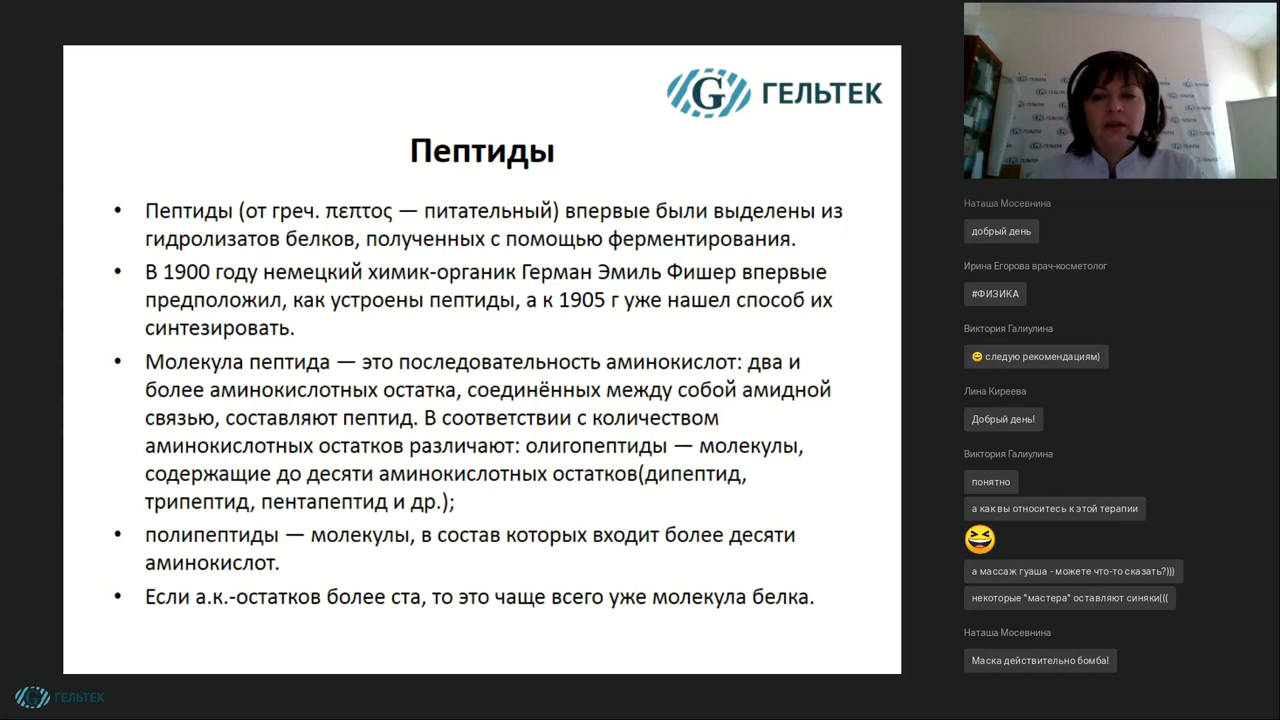 G ГЕЛЬТЕК
Пептиды
• Пептиды (от греч. πεπτος — питательный) впервые были выделены из
гидролизатов белков, полученных с помощью ферментирования.
• В 1900 году немецкий химик-органик Герман Эмиль Фишер впервые
предположил, как устроены пептиды, а к 1905 г уже нашел способ их
синтезировать.
• Молекула пептида — это последовательность аминокислот: два и
более аминокислотных остатка, соединённых между собой амидной
связью, составляют пептид. В соответствии с количеством
аминокислотных остатков различают: олигопептиды — молекулы,
содержащие до десяти аминокислотных остатков(дипептид,
трипептид, пентапептид и др.);
• полипептиды — молекулы, в состав которых входит более десяти
аминокислот.
• Если а.к.-остатков более ста, то это чаще всего уже молекула белка.
G ГЕЛЬТЕК
Наташа Мосевнина
добрый день
Ирина Егорова врач-косметолог
#ФИЗИКА
Виктория Галиулина
😊 следую рекомендациям)
Лина Киреева
Добрый день!
Виктория Галиулина
понятно
а как вы относитесь к этой терапии
😆
а массаж гуаша - можете что-то сказать?)))
некоторые "мастера" оставляют синяки(((
Наташа Мосевнина
Маска действительно бомба!